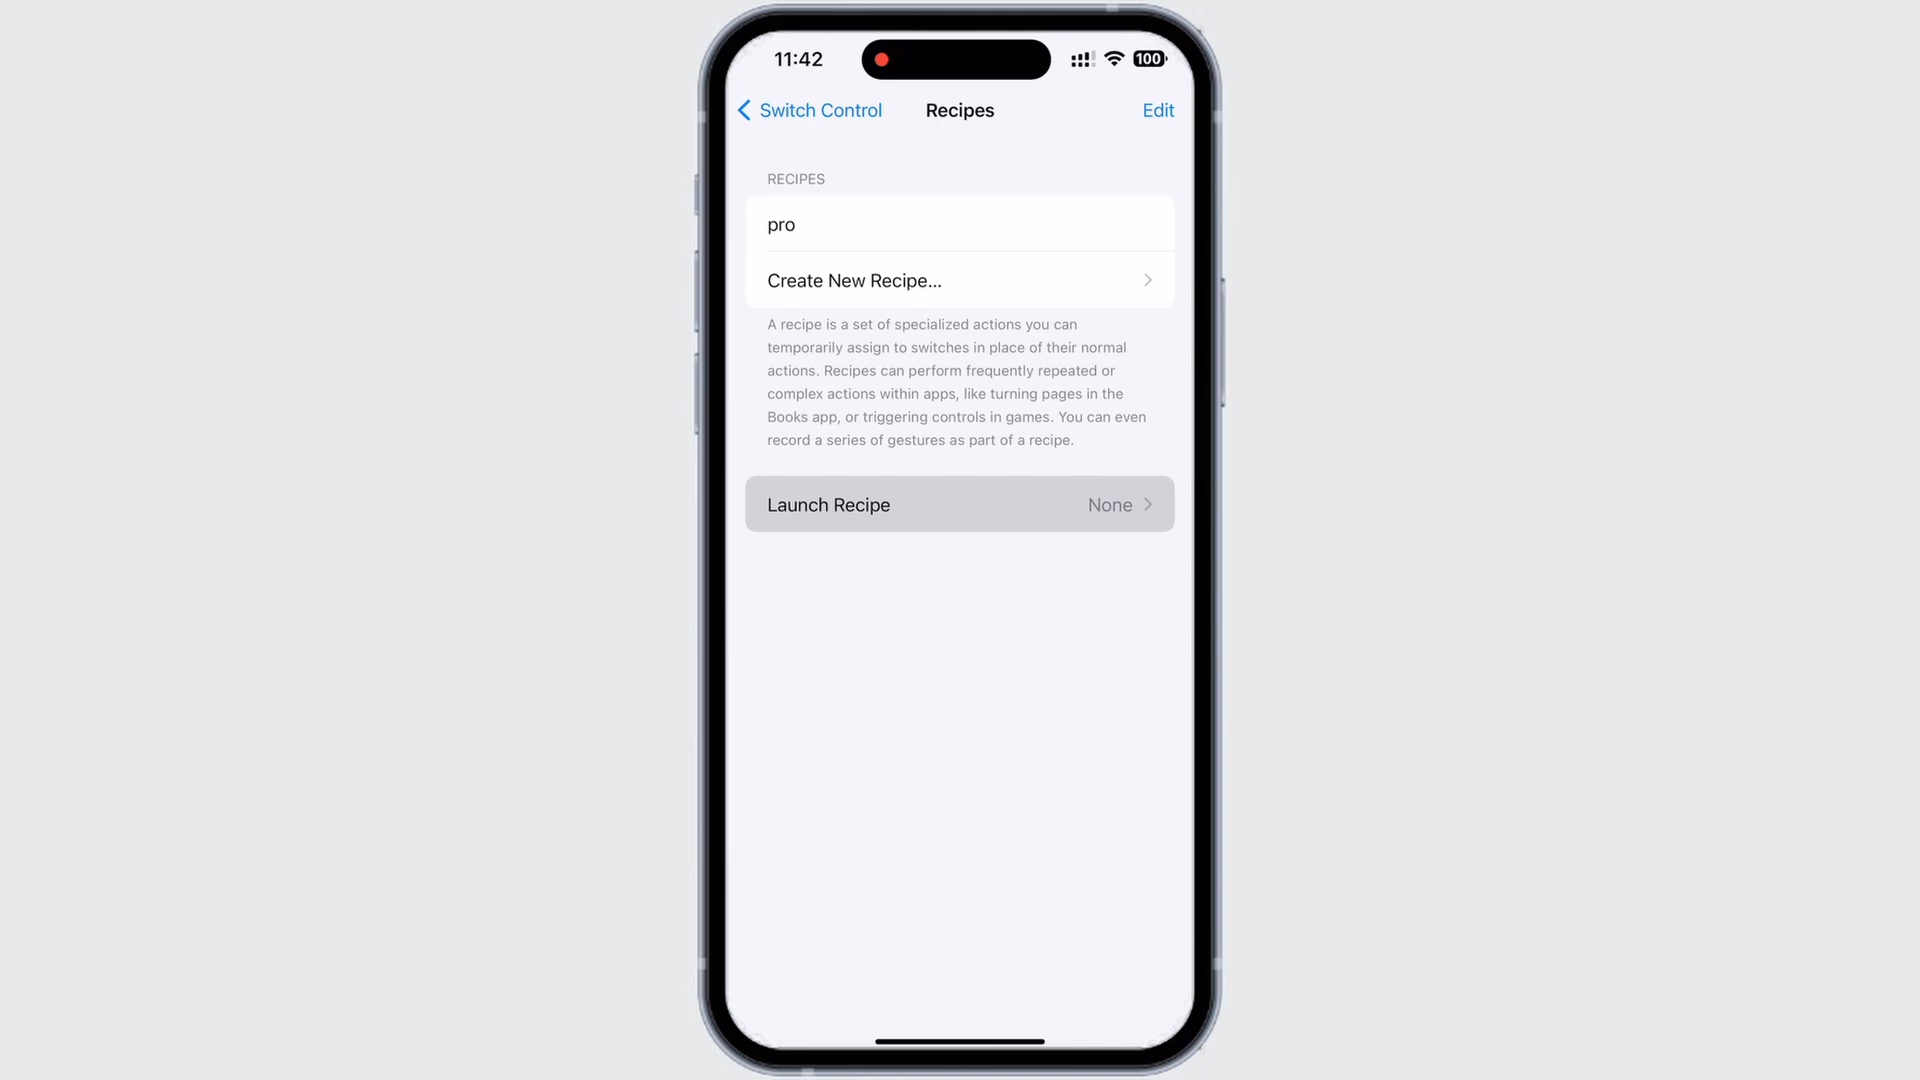 11:42
100
Switch Control
Recipes
Edit
RECIPES
pro
Create New Recipe...
A recipe is a set of specialized actions you can
temporarily assign to switches in place of their normal
actions. Recipes can perform frequently repeated or
complex actions within apps, like turning pages in the
Books app, or triggering controls in games. You can even
record a series of gestures as part of a recipe.
Launch Recipe
None